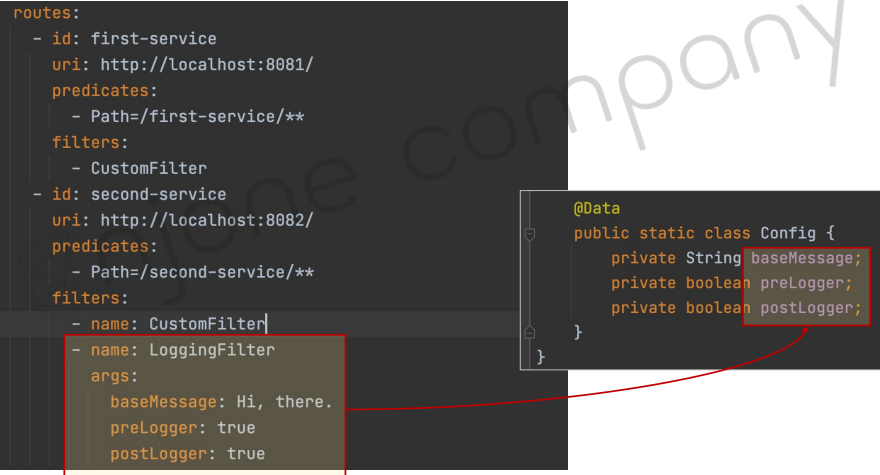 routes:
  - id: first-service
    uri: http://localhost:8081/
    predicates:
      - Path=/first-service/**
    filters:
      - CustomFilter
  - id: second-service
    uri: http://localhost:8082/
    predicates:
      - Path=/second-service/**
    filters:
      - name: CustomFilter
      - name: LoggingFilter
        args:
          baseMessage: Hi, there.
          preLogger: true
          postLogger: true
@Data
public static class Config {
    private String baseMessage;
    private boolean preLogger;
    private boolean postLogger;
}
}
company